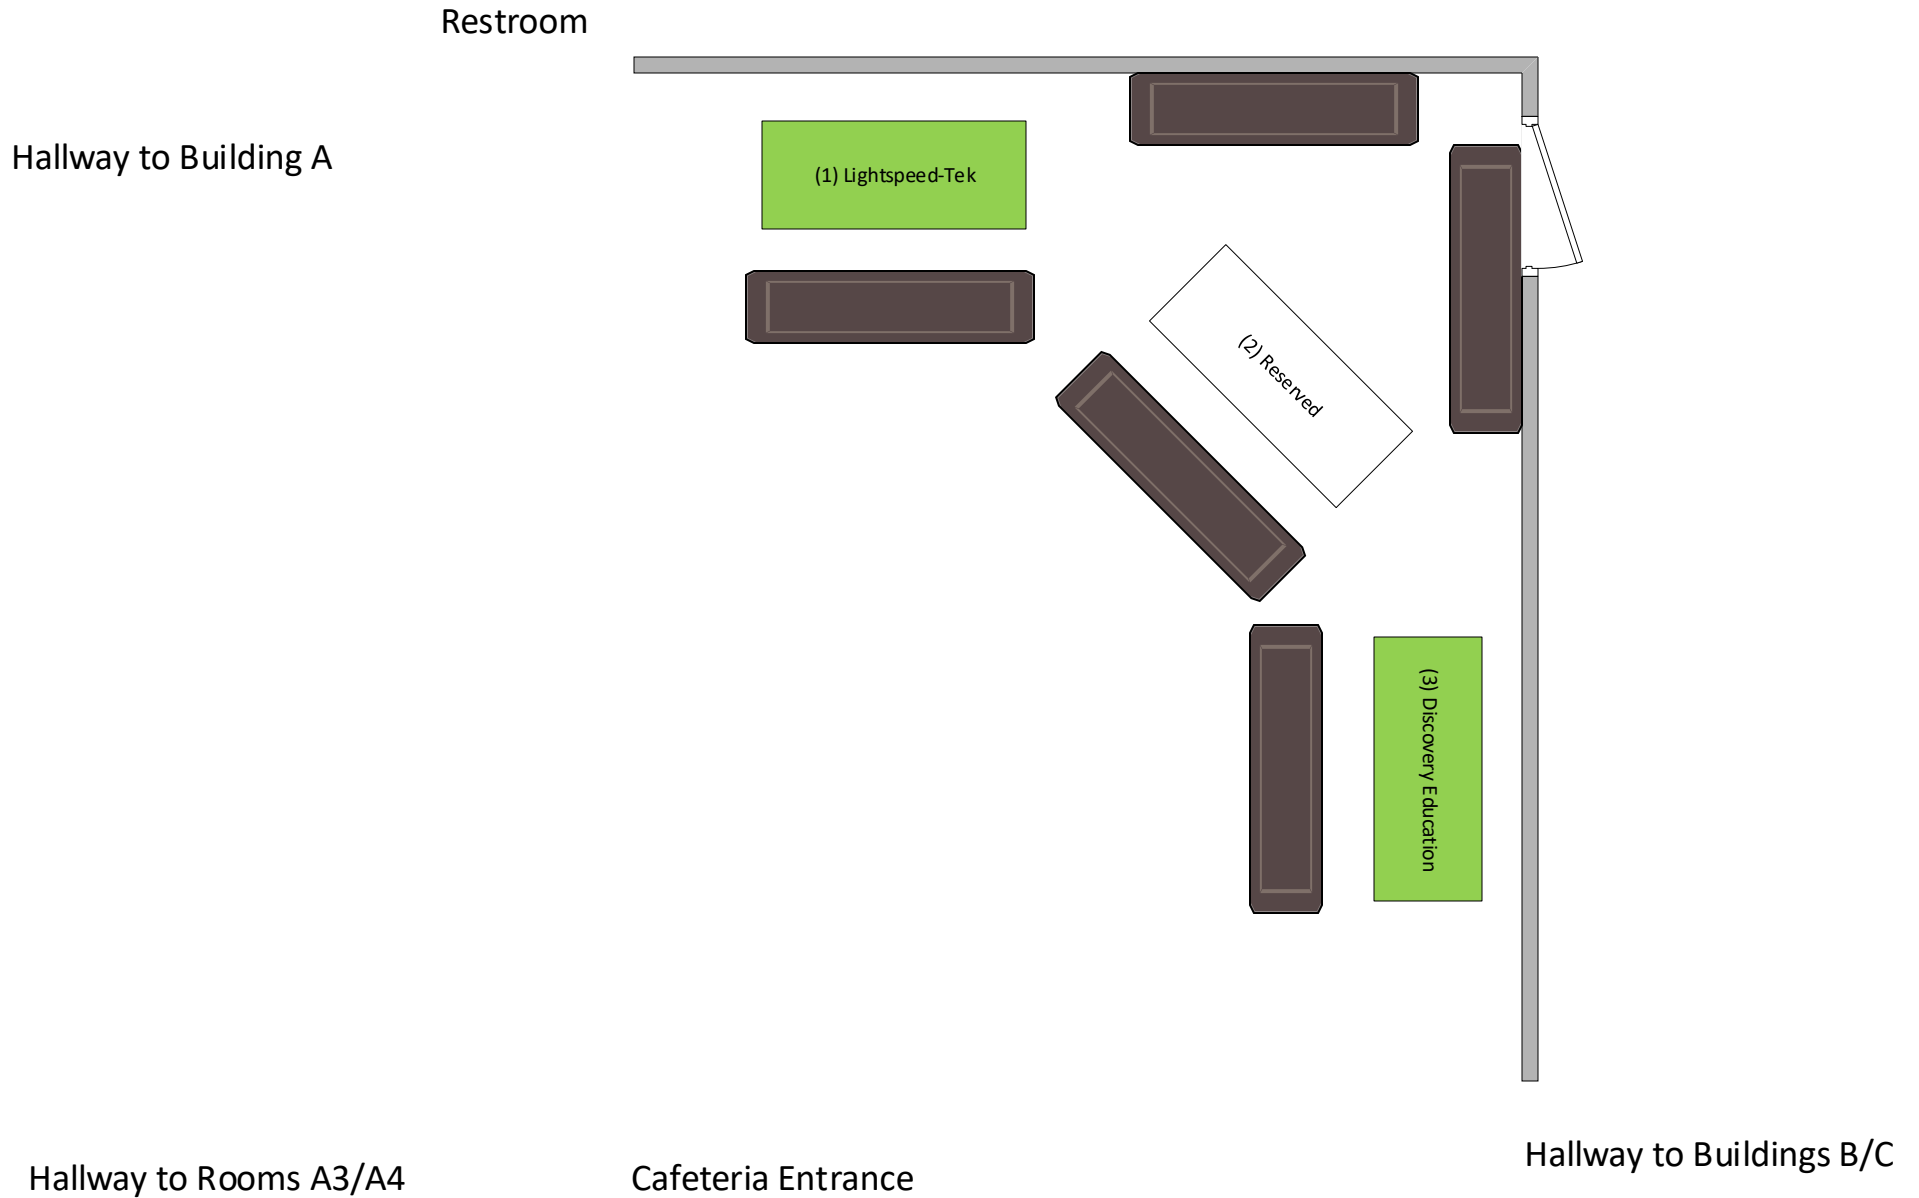 Restroom
Hallway to Building A
(1) Lightspeed-Tek
(2) Reserved
(3) Discovery Education
Hallway to Buildings B/C
Hallway to Rooms A3/A4
Cafeteria Entrance